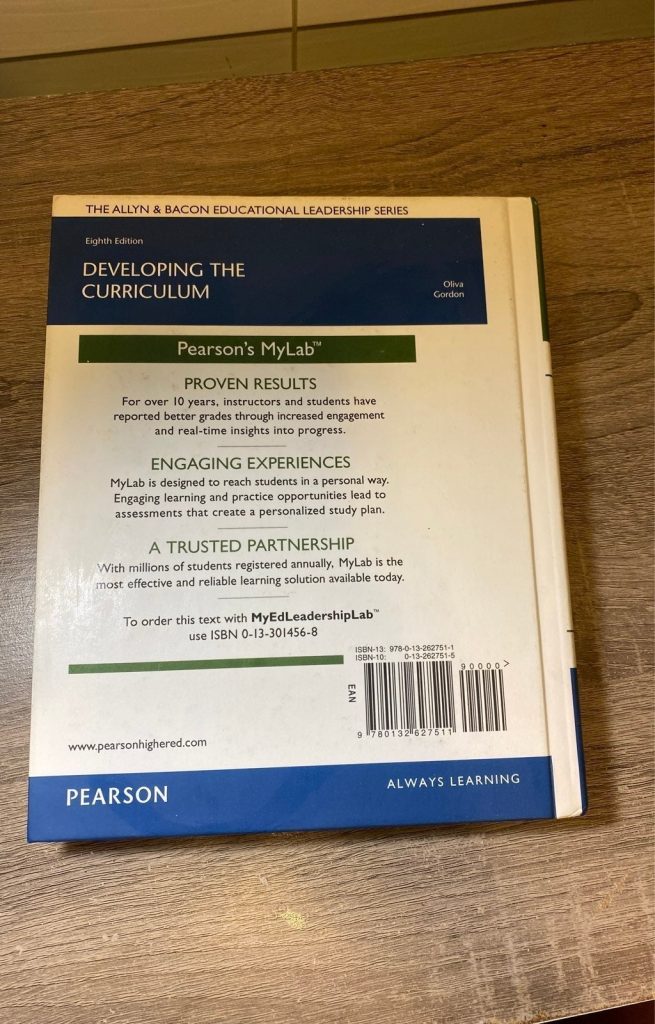 THE ALLYN & BACON EDUCATIONAL LEADERSHIP SERIES
Eighth Edition
DEVELOPING THE
CURRICULUM
Oliva
Gordon
Pearson's MyLab™
PROVEN RESULTS
For over 10 years, instructors and students have
reported better grades through increased engagement
and real-time insights into progress.
ENGAGING EXPERIENCES
MyLab is designed to reach students in a personal way.
Engaging learning and practice opportunities lead to
assessments that create a personalized study plan.
A TRUSTED PARTNERSHIP
With millions of students registered annually, MyLab is the
most effective and reliable learning solution available today.
To order this text with MyEdLeadershipLab™
use ISBN 0-13-301456-8
ISBN-13: 978-0-13-262751-1
ISBN-10: 0-13-262751-5
90000>
EAN
9 780132 627511
www.pearsonhighered.com
PEARSON
ALWAYS LEARNING